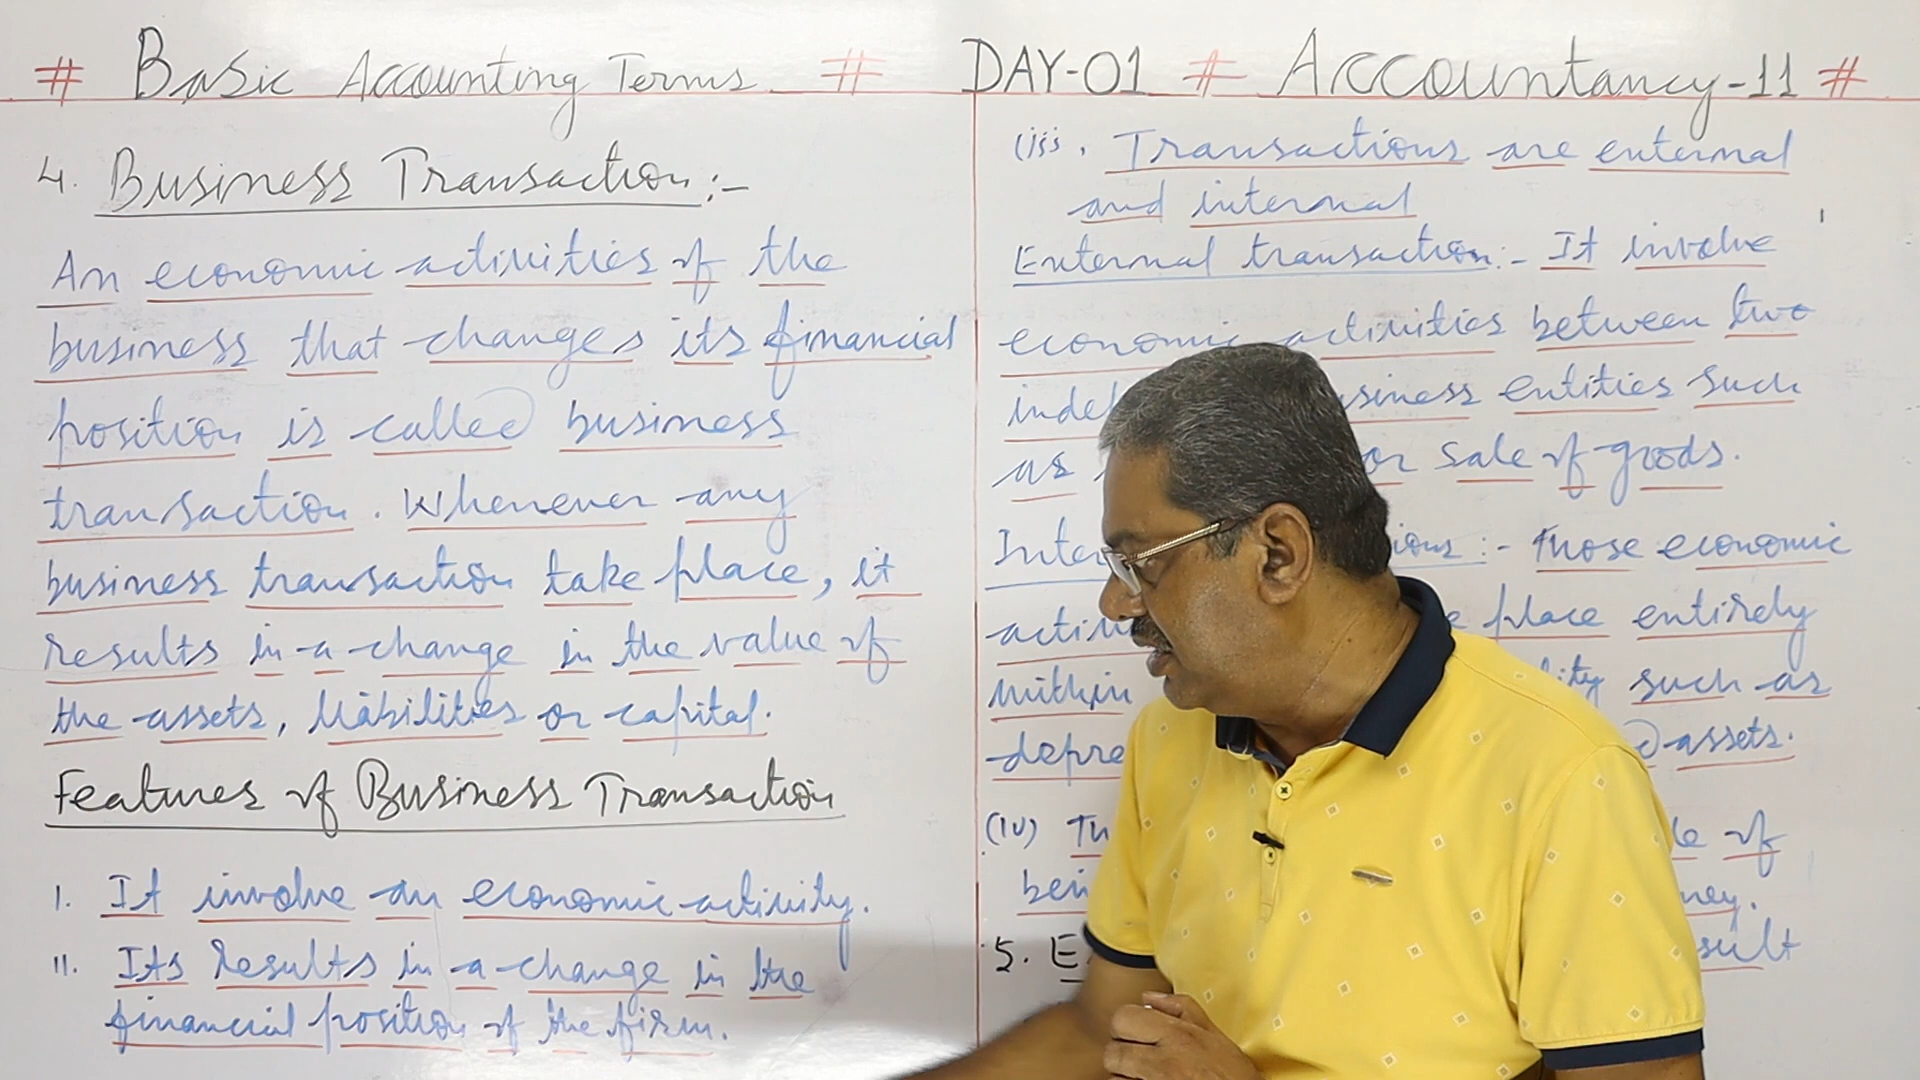 # Basic Accounting Terms # DAY-01 # Accountancy-11 #
4. Business Transaction:-
An economic activities of the
business that changes its financial
position is called business
transaction. Whenever any
business transaction take place, it
results in a change in the value of
the assets, liabilities or capital.
Features of Business Transaction
I. It involve an economic activity.
II. Its results in a change in the
financial position of the firm.
(iii). Transactions are external
and internal
External transaction:- It involve
economic activities between two
entities such
as or sale of goods.
:- Those economic
place entirely
within such as
assets.
(IV) of
5.